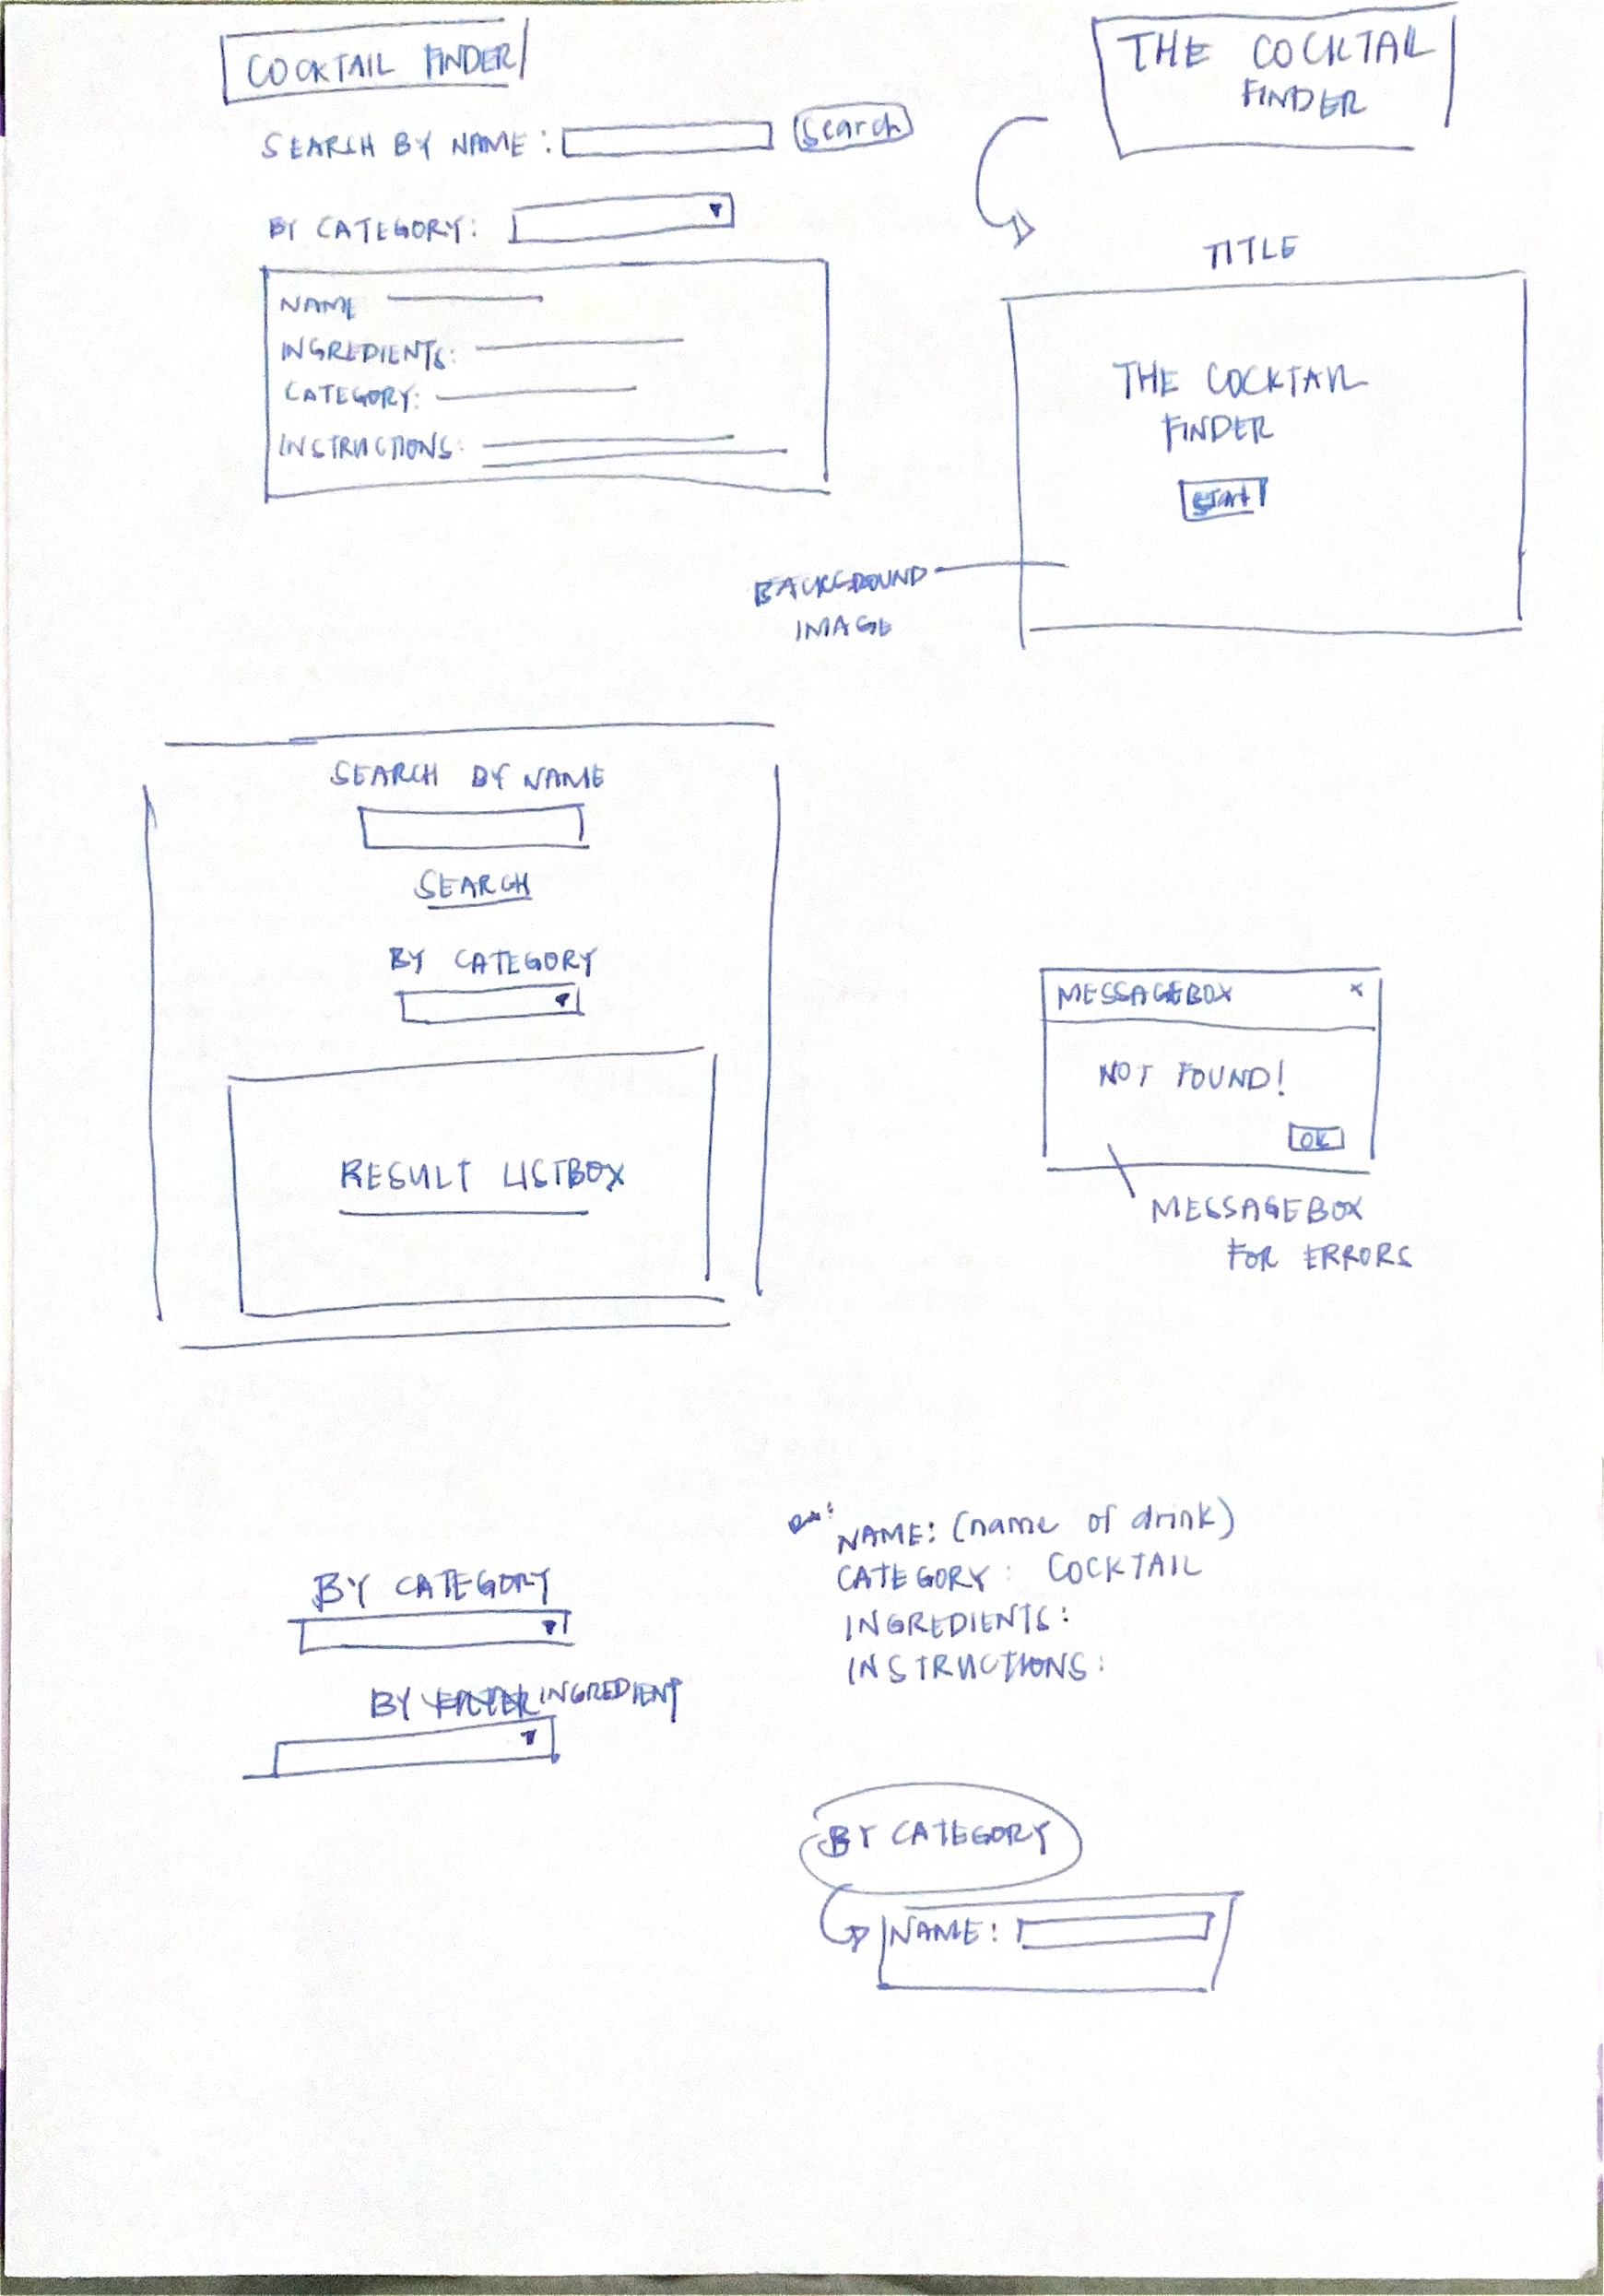 COCKTAIL FINDER
SEARCH BY NAME:
Search
BY CATEGORY:
NAME
INGREDIENTS:
CATEGORY:
INSTRUCTIONS:
THE COCKTAIL
FINDER
TITLE
THE COCKTAIL
FINDER
START
BACKGROUND
IMAGE
SEARCH BY NAME
SEARCH
BY CATEGORY
RESULT LISTBOX
MESSAGEBOX x
NOT FOUND!
OK
MESSAGEBOX
FOR ERRORS
BY CATEGORY
BY INGREDIENT
ex:
NAME: (name of drink)
CATEGORY: COCKTAIL
INGREDIENTS:
INSTRUCTIONS:
BY CATEGORY
NAME: